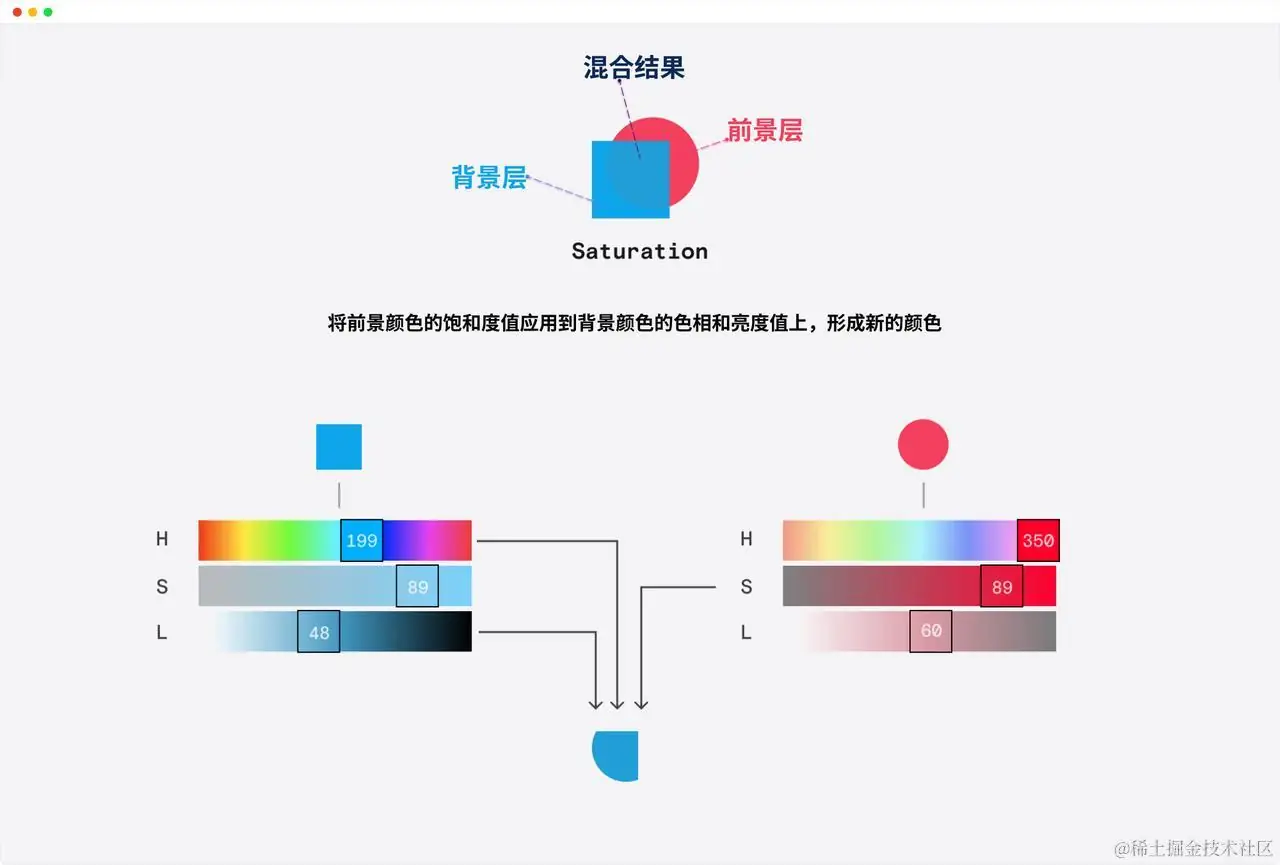 混合结果
前景层
背景层
Saturation
将前景颜色的饱和度值应用到背景颜色的色相和亮度值上，形成新的颜色
H 199
S 89
L 48
H 350
S 89
L 60
@稀土掘金技术社区